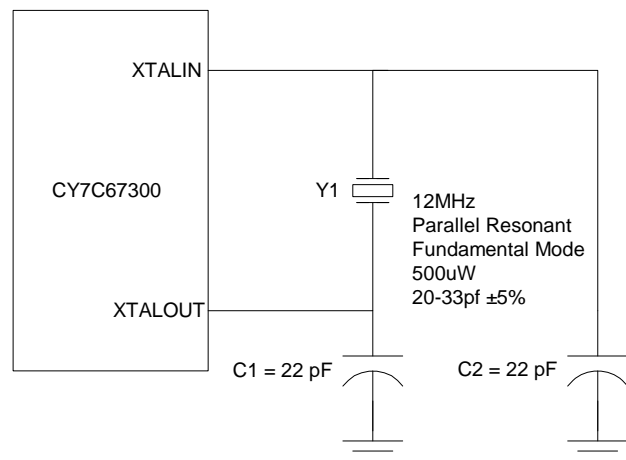 XTALIN
CY7C67300
Y1
12MHz
Parallel Resonant
Fundamental Mode
500uW
20-33pf ±5%
XTALOUT
C1 = 22 pF
C2 = 22 pF